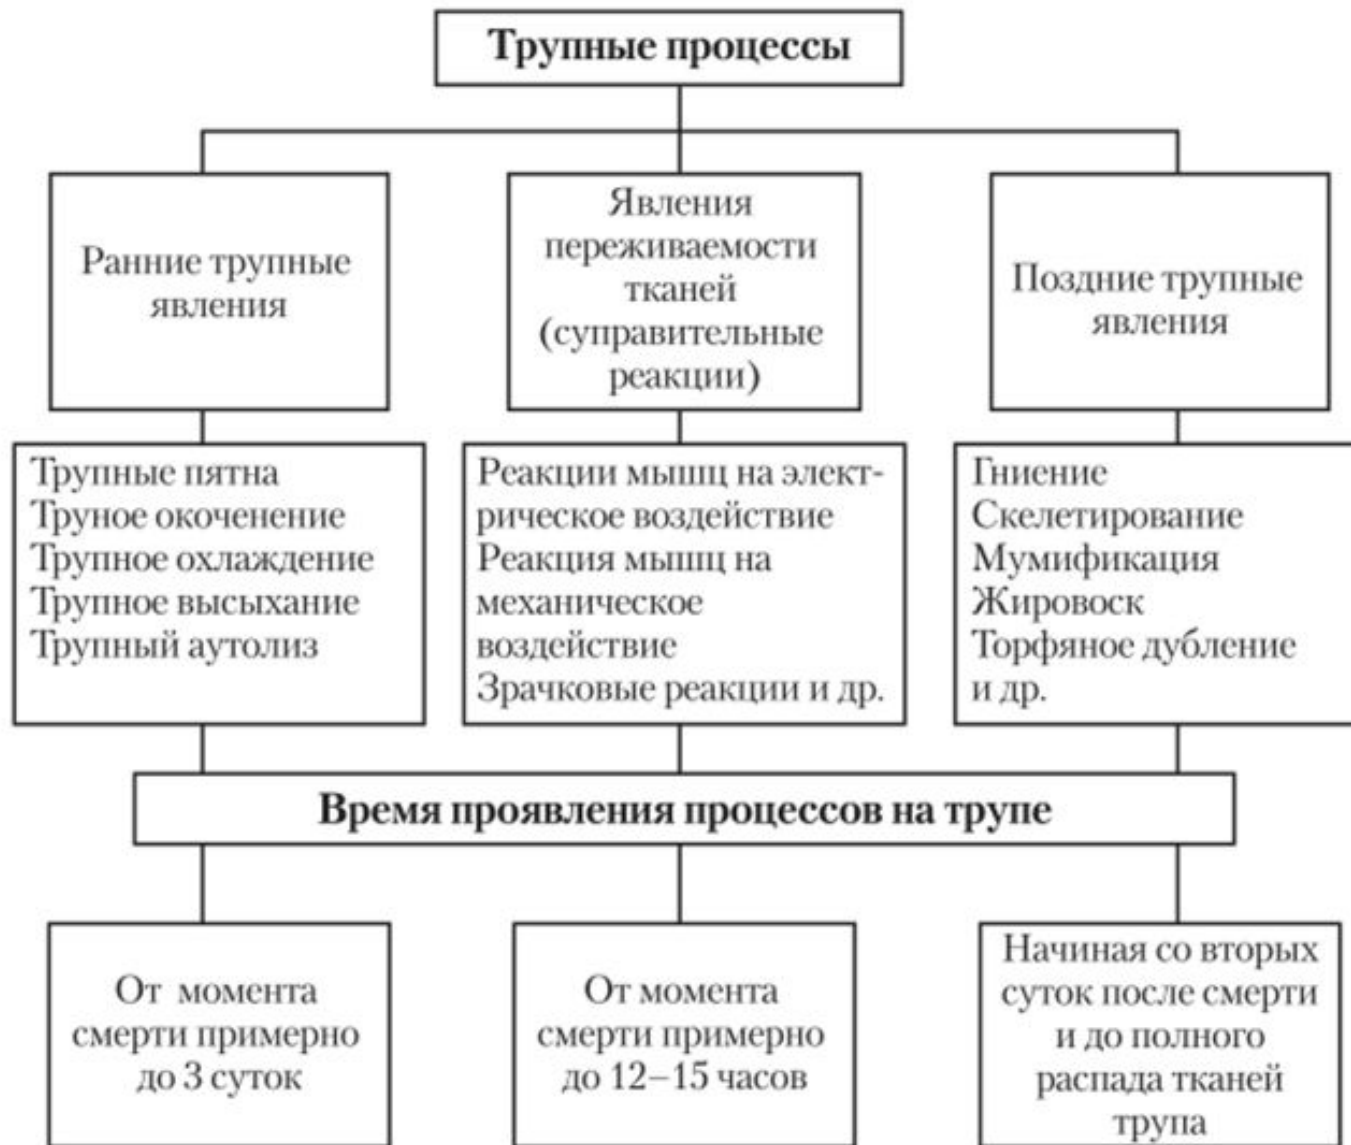 Трупные процессы
Ранние трупные
явления
Явления
переживаемости
тканей
(суправительные
реакции)
Поздние трупные
явления
Трупные пятна
Труное окоченение
Трупное охлаждение
Трупное высыхание
Трупный аутолиз
Реакции мышц на элект-
рическое воздействие
Реакция мышц на
механическое
воздействие
Зрачковые реакции и др.
Гниение
Скелетирование
Мумификация
Жировоск
Торфяное дубление
и др.
Время проявления процессов на трупе
От момента
смерти примерно
до 3 суток
От момента
смерти примерно
до 12–15 часов
Начиная со вторых
суток после смерти
и до полного
распада тканей
трупа